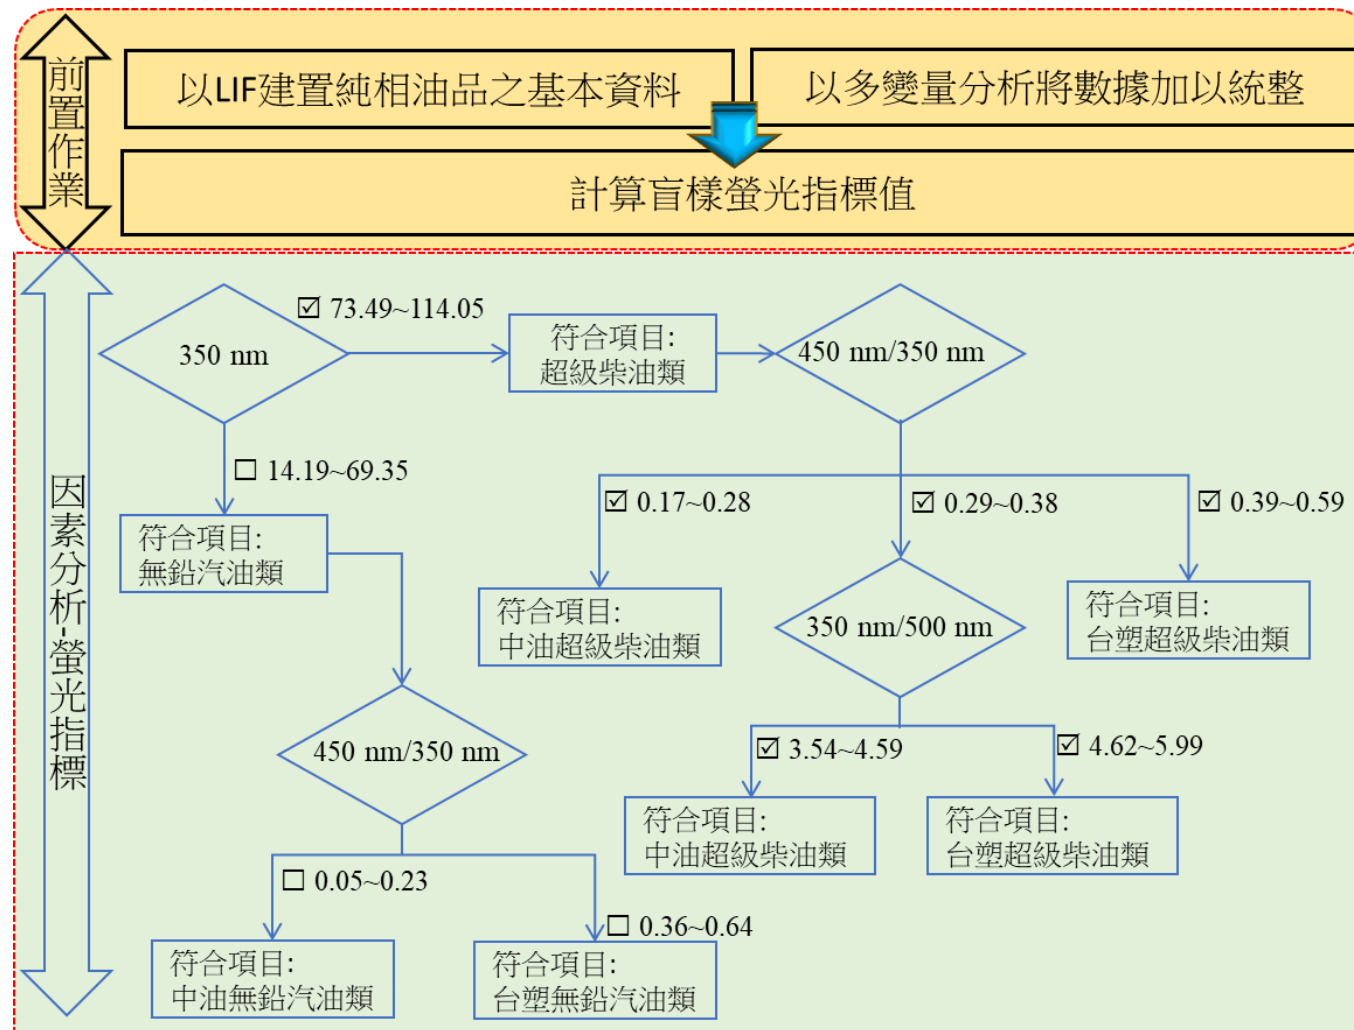 前置作業
以LIF建置純相油品之基本資料
以多變量分析將數據加以統整
計算盲樣螢光指標值
因素分析-螢光指標
350 nm
☑ 73.49~114.05
符合項目:
超級柴油類
450 nm/350 nm
☐ 14.19~69.35
符合項目:
無鉛汽油類
☑ 0.17~0.28
☑ 0.29~0.38
☑ 0.39~0.59
符合項目:
中油超級柴油類
350 nm/500 nm
符合項目:
台塑超級柴油類
450 nm/350 nm
☑ 3.54~4.59
☑ 4.62~5.99
符合項目:
中油超級柴油類
符合項目:
台塑超級柴油類
☐ 0.05~0.23
☐ 0.36~0.64
符合項目:
中油無鉛汽油類
符合項目:
台塑無鉛汽油類